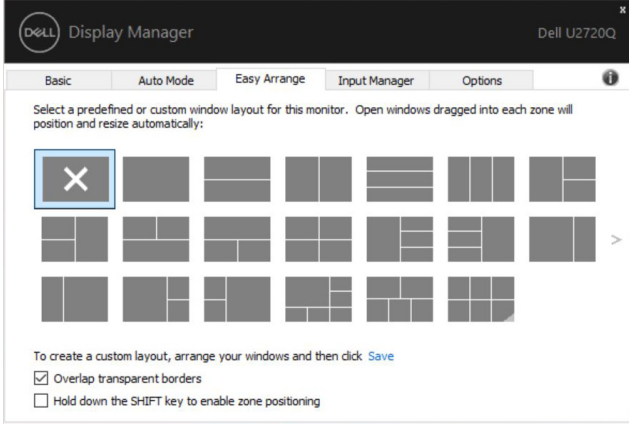 x
DELL Display Manager Dell U2720Q
Basic Auto Mode Easy Arrange Input Manager Options
Select a predefined or custom window layout for this monitor. Open windows dragged into each zone will
position and resize automatically:
To create a custom layout, arrange your windows and then click Save
Overlap transparent borders
Hold down the SHIFT key to enable zone positioning